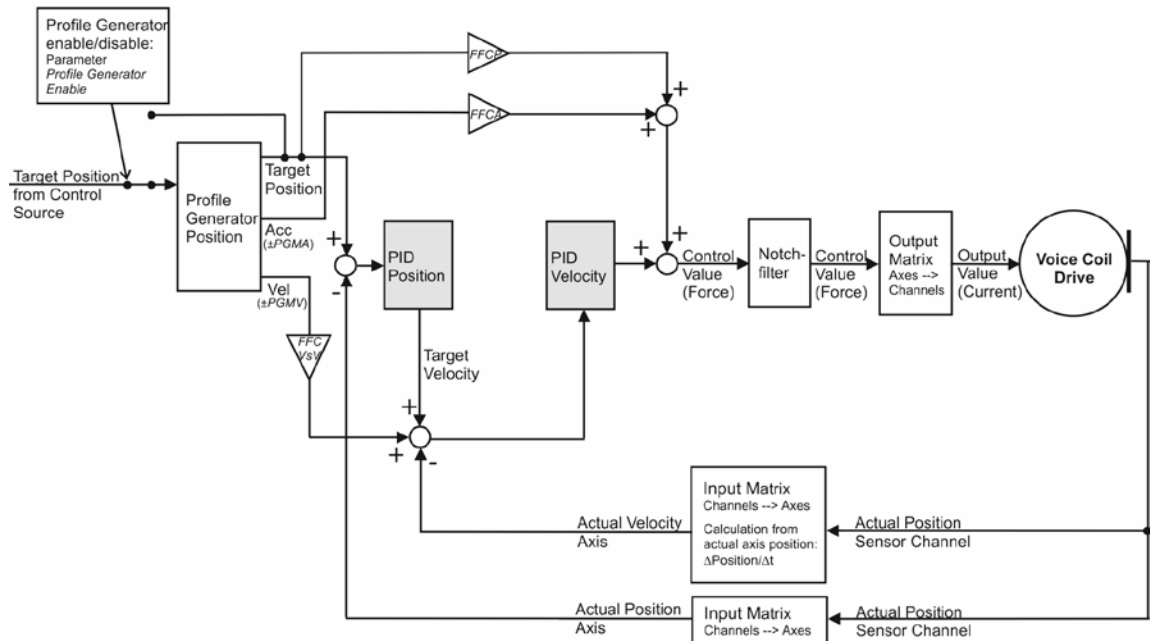 Profile Generator
enable/disable:
Parameter
Profile Generator
Enable
FFCP
+
FFCA
+
+
Target Position
from Control
Source
Profile
Generator
Position
Target
Position
Acc
(±PGMA)
Vel
(±PGMV)
FFC
VsV
+
-
PID
Position
Target
Velocity
+
+
-
PID
Velocity
+
+
Control
Value
(Force)
Notch-
filter
Control
Value
(Force)
Output
Matrix
Axes -->
Channels
Output
Value
(Current)
Voice Coil
Drive
Input Matrix
Channels --> Axes
Calculation from
actual axis position:
ΔPosition/Δt
Actual Velocity
Axis
Actual Position
Sensor Channel
Actual Position
Axis
Input Matrix
Channels --> Axes
Actual Position
Sensor Channel